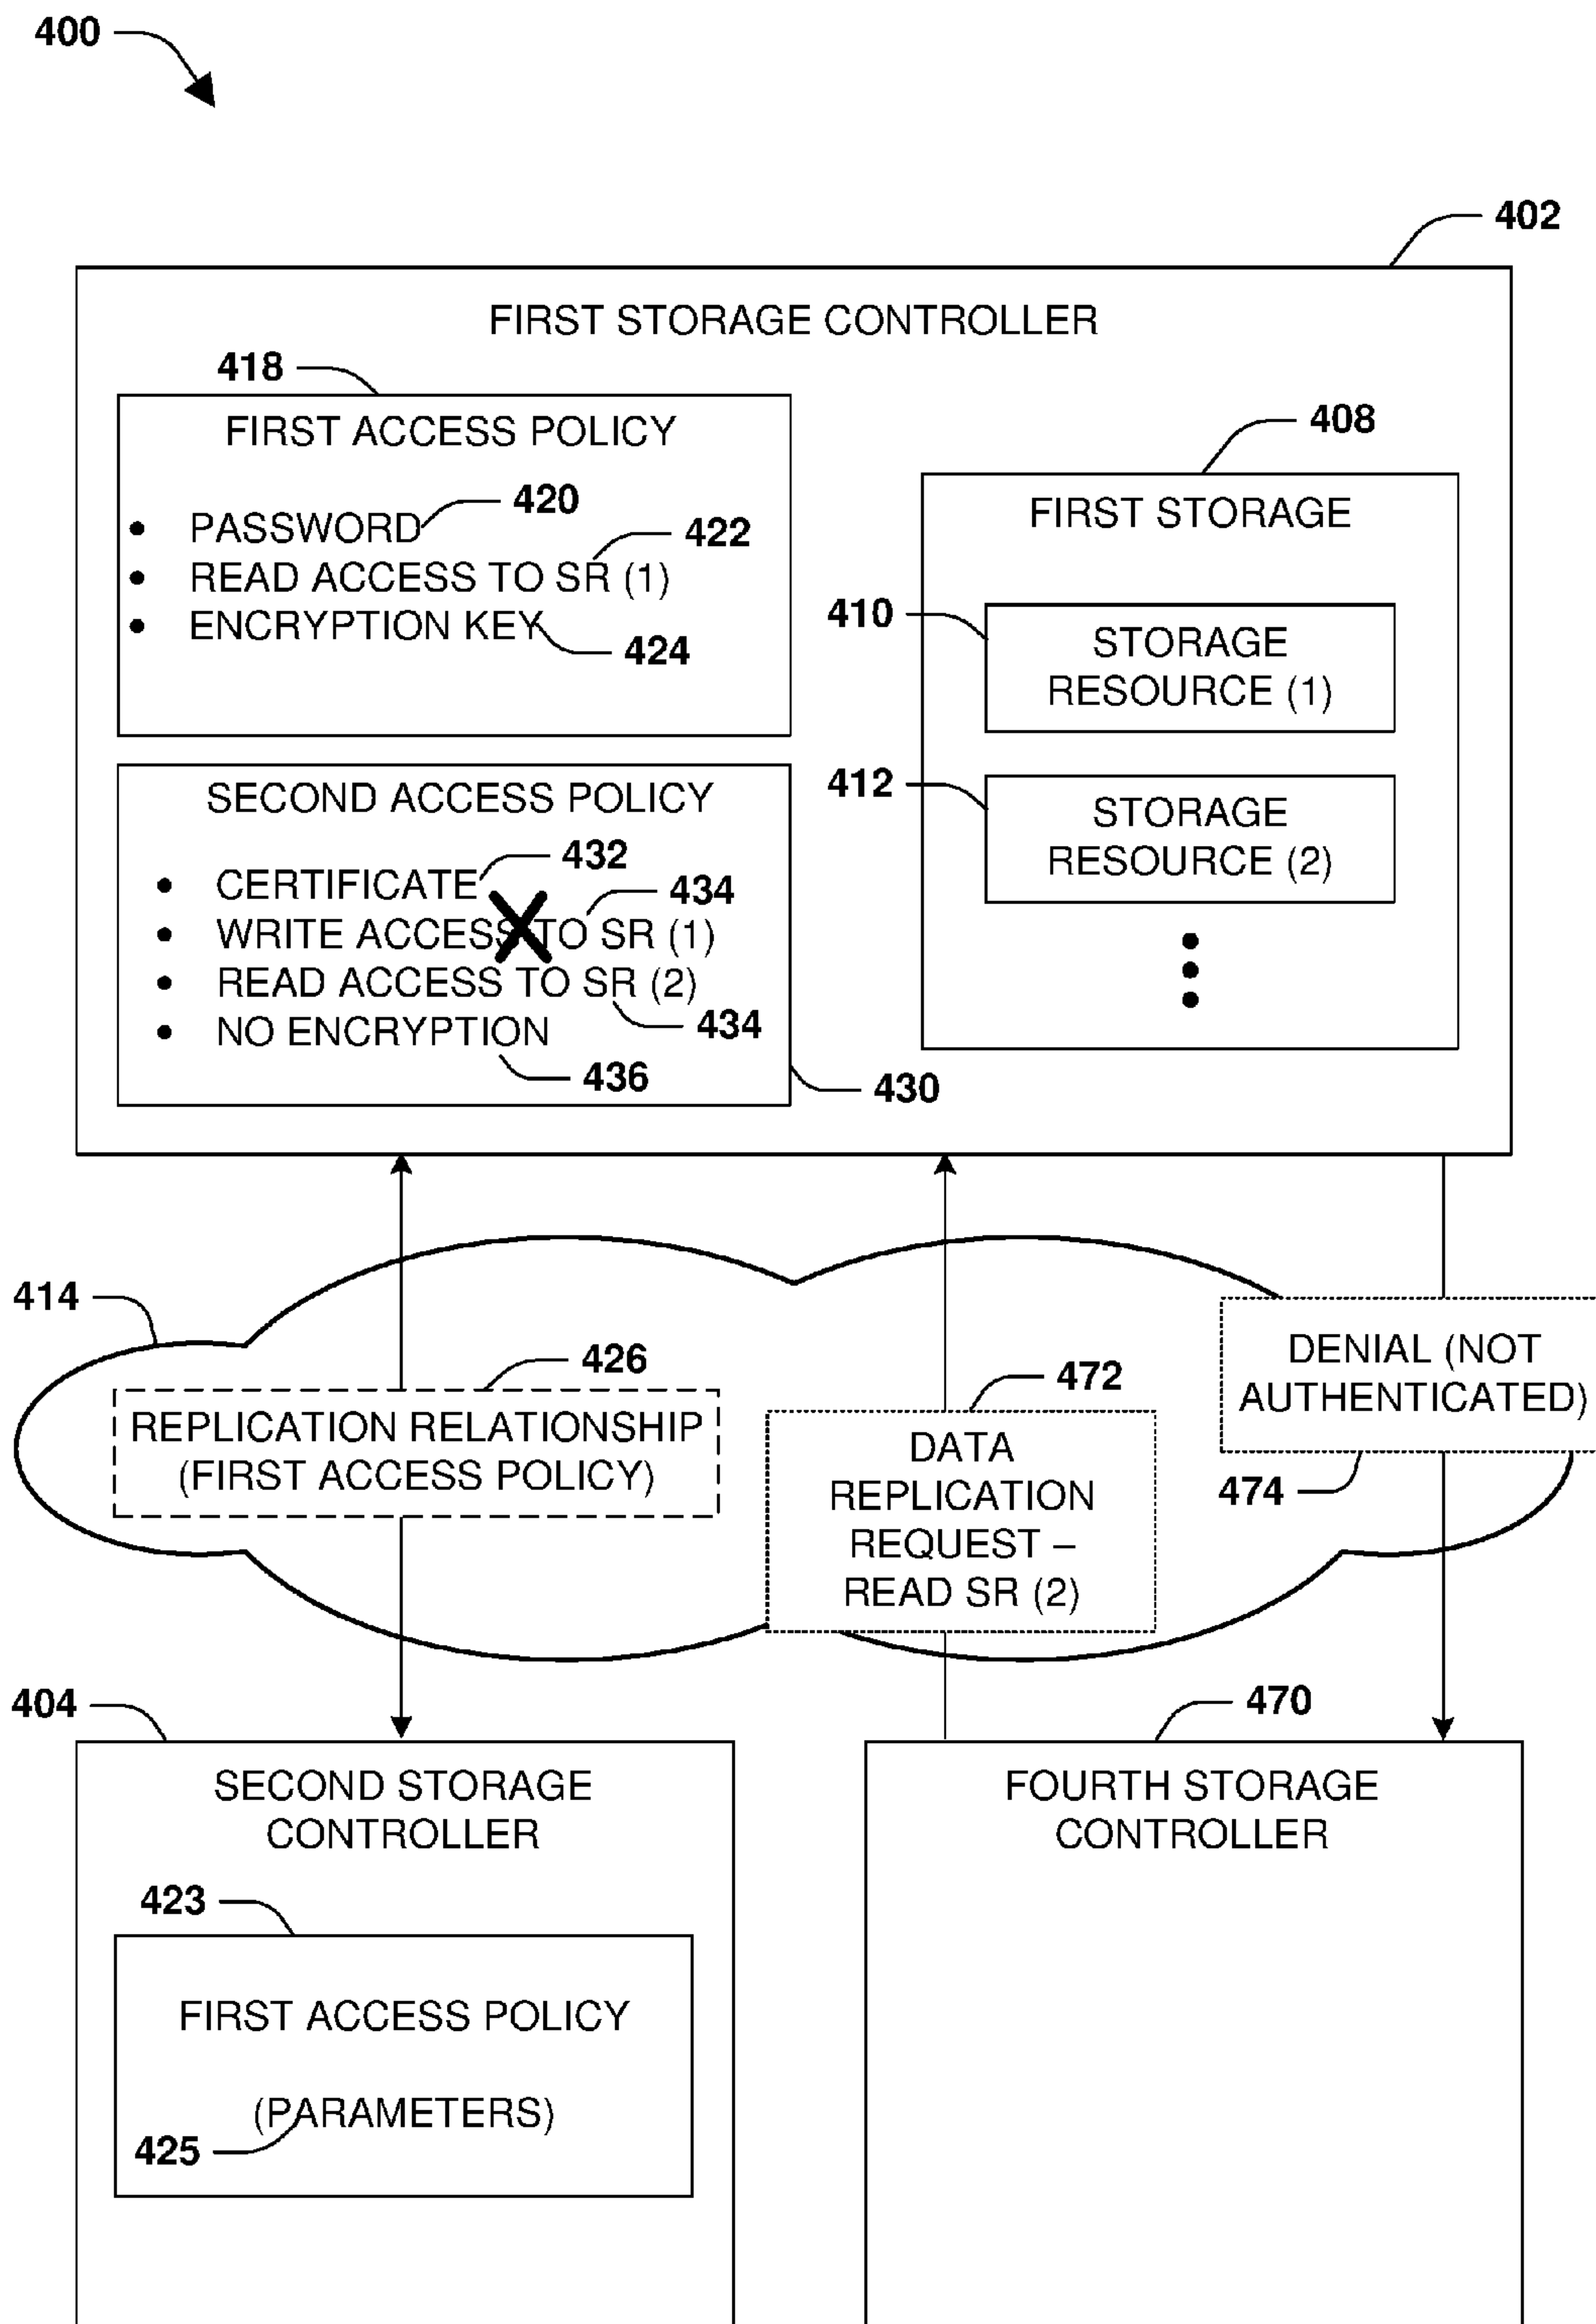 400
402
FIRST STORAGE CONTROLLER
418
FIRST ACCESS POLICY
420
• PASSWORD
422
• READ ACCESS TO SR (1)
• ENCRYPTION KEY
424
408
FIRST STORAGE
410
STORAGE
RESOURCE (1)
412
STORAGE
RESOURCE (2)
SECOND ACCESS POLICY
432
• CERTIFICATE
434
• WRITE ACCESS TO SR (1)
• READ ACCESS TO SR (2)
434
• NO ENCRYPTION
436
430
414
426
REPLICATION RELATIONSHIP
(FIRST ACCESS POLICY)
472
DATA
REPLICATION
REQUEST –
READ SR (2)
DENIAL (NOT
AUTHENTICATED)
474
404
SECOND STORAGE
CONTROLLER
423
FIRST ACCESS POLICY
(PARAMETERS)
425
470
FOURTH STORAGE
CONTROLLER